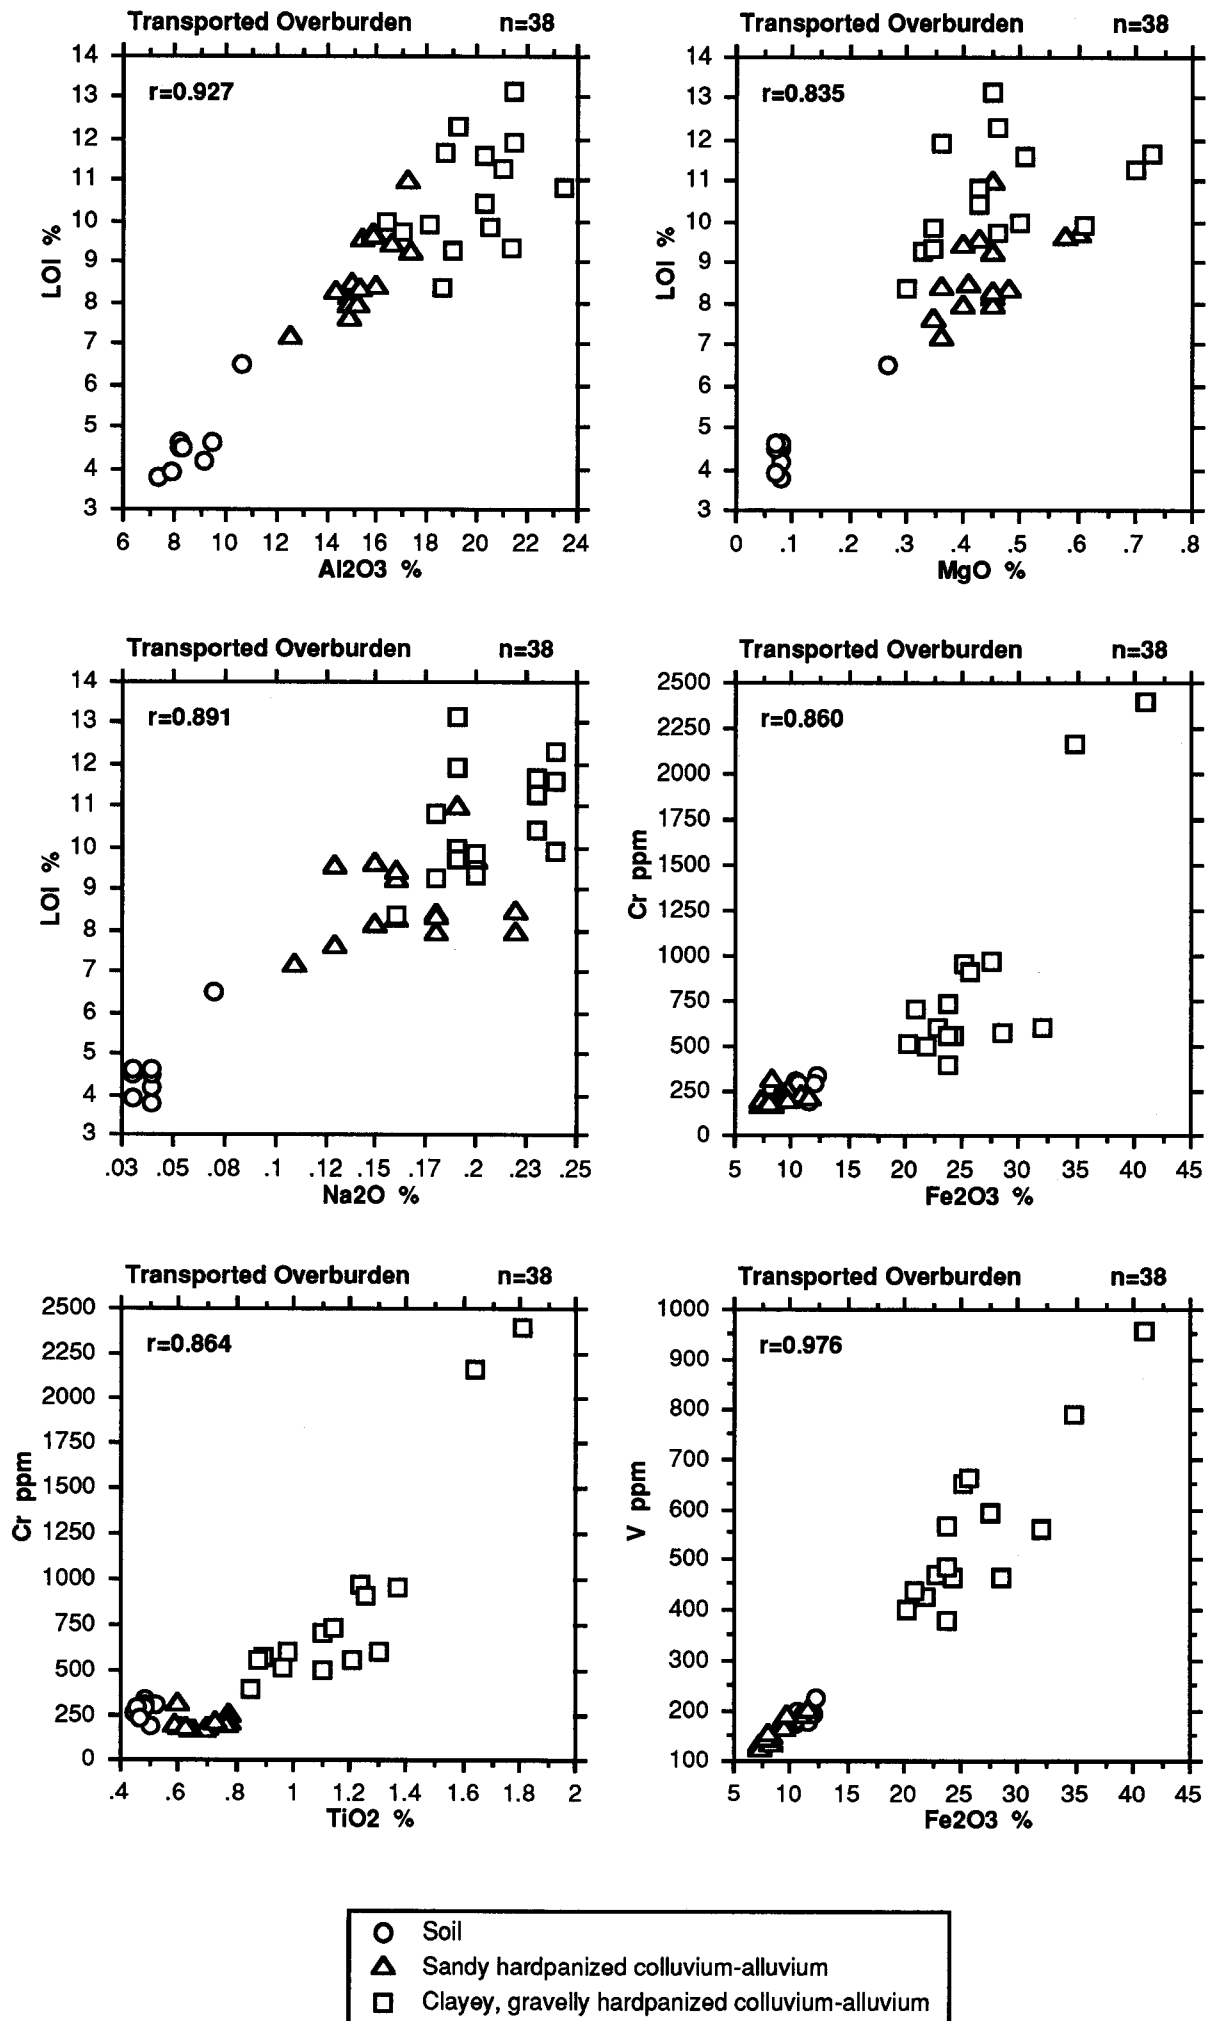 Transported Overburden n=38
r=0.927
14
13
12
11
10
9
8
7
6
5
4
3
LOI %
6 8 10 12 14 16 18 20 22 24
Al2O3 %
Transported Overburden n=38
r=0.835
14
13
12
11
10
9
8
7
6
5
4
3
LOI %
0 .1 .2 .3 .4 .5 .6 .7 .8
MgO %
Transported Overburden n=38
r=0.891
14
13
12
11
10
9
8
7
6
5
4
3
LOI %
.03 .05 .08 .1 .12 .15 .17 .2 .23 .25
Na2O %
Transported Overburden n=38
r=0.860
2500
2250
2000
1750
1500
1250
1000
750
500
250
0
Cr ppm
5 10 15 20 25 30 35 40 45
Fe2O3 %
Transported Overburden n=38
r=0.864
2500
2250
2000
1750
1500
1250
1000
750
500
250
0
Cr ppm
.4 .6 .8 1 1.2 1.4 1.6 1.8 2
TiO2 %
Transported Overburden n=38
r=0.976
1000
900
800
700
600
500
400
300
200
100
V ppm
5 10 15 20 25 30 35 40 45
Fe2O3 %
Soil
Sandy hardpanized colluvium-alluvium
Clayey, gravelly hardpanized colluvium-alluvium